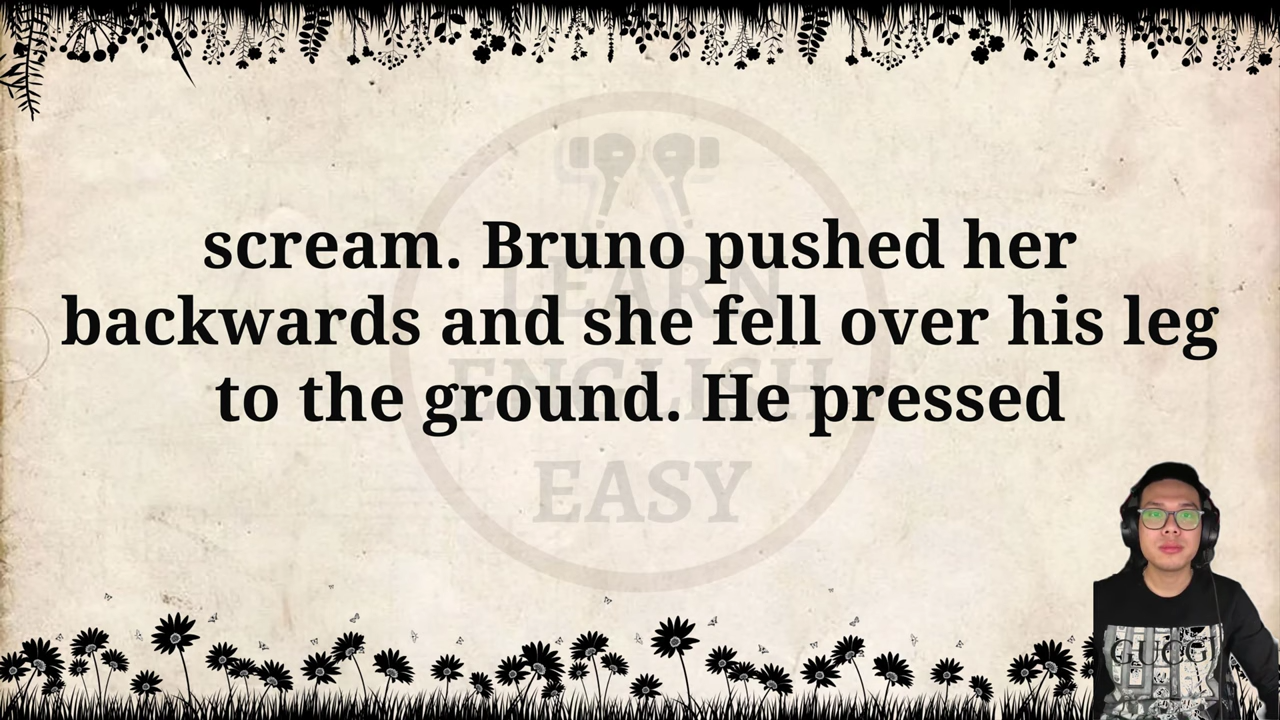 scream. Bruno pushed her
backwards and she fell over his leg
to the ground. He pressed
LEARN
ENGLISH
EASY
GUCCI